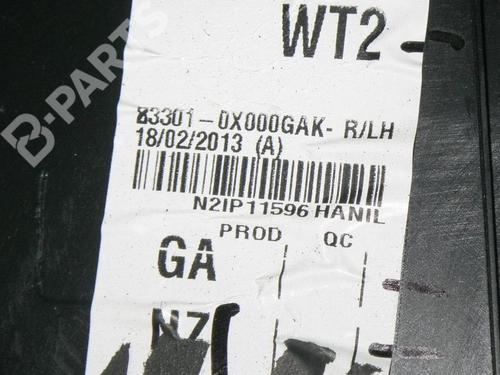 B-PARTS
WT2
83301-0X000GAK- R/LH
18/02/2013 (A)
N2IP11596 HANIL
PROD QC
GA
NZ